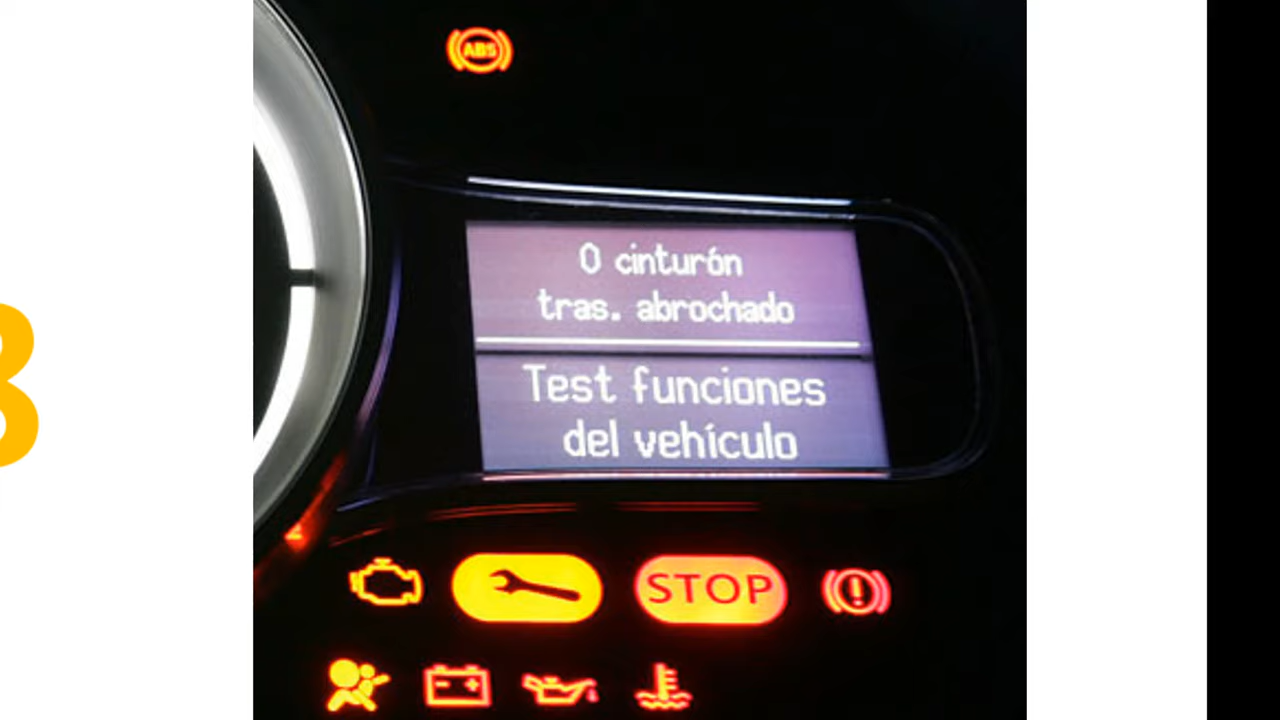 ABS
0 cinturón
tras. abrochado
Test funciones
del vehículo
STOP